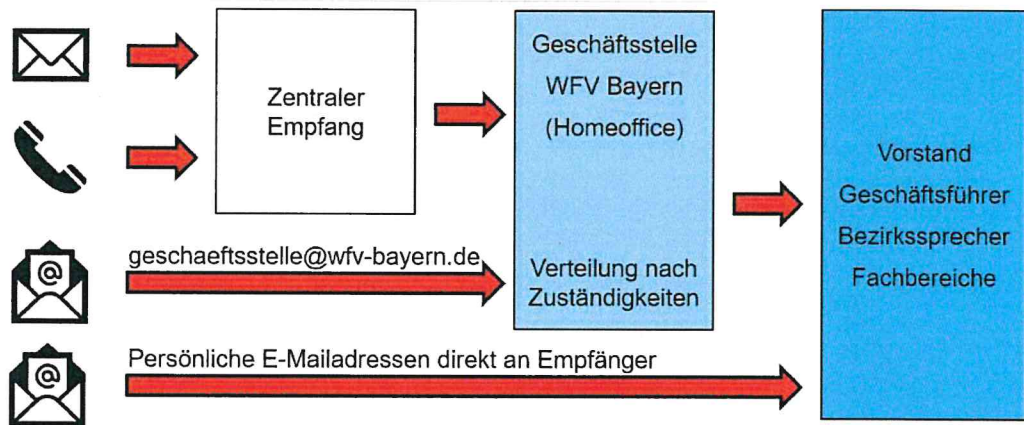 Zentraler
Empfang
Geschäftsstelle
WFV Bayern
(Homeoffice)
Verteilung nach
Zuständigkeiten
Vorstand
Geschäftsführer
Bezirkssprecher
Fachbereiche
geschaeftsstelle@wfv-bayern.de
Persönliche E-Mailadressen direkt an Empfänger
@
@